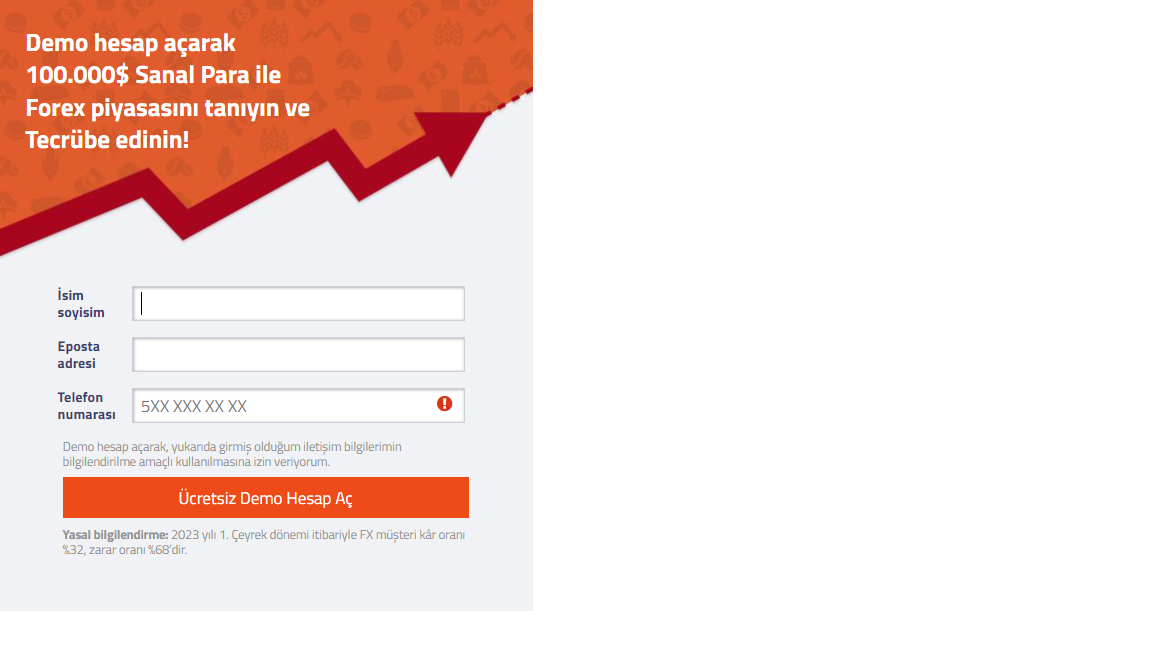 Demo hesap açarak
100.000$ Sanal Para ile
Forex piyasasını tanıyın ve
Tecrübe edinin!
İsim
soyisim
Eposta
adresi
Telefon
numarası
5XX XXX XX XX
Demo hesap açarak, yukarıda girmiş olduğum iletişim bilgilerimin
bilgilendirilme amaçlı kullanılmasına izin veriyorum.
Ücretsiz Demo Hesap Aç
Yasal bilgilendirme: 2023 yılı 1. Çeyrek dönemi itibariyle FX müşteri kâr oranı
%32, zarar oranı %68'dir.